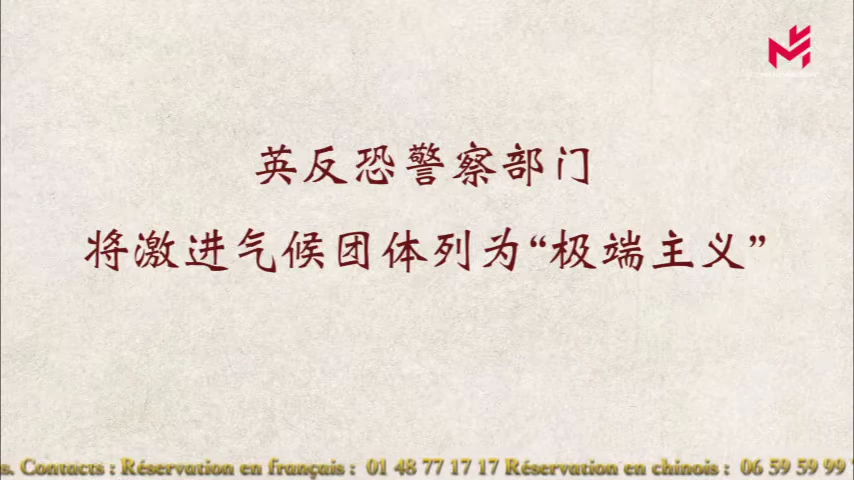 英反恐警察部门
将激进气候团体列为“极端主义”
s. Contacts : Réservation en français : 01 48 77 17 17 Réservation en chinois : 06 59 59 99